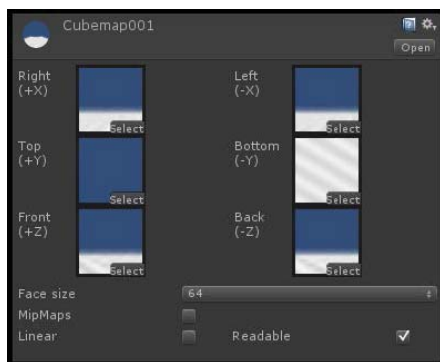 Cubemap001
Open
Right
(+X)
Select
Left
(-X)
Select
Top
(+Y)
Select
Bottom
(-Y)
Select
Front
(+Z)
Select
Back
(-Z)
Select
Face size 64
MipMaps
Linear Readable